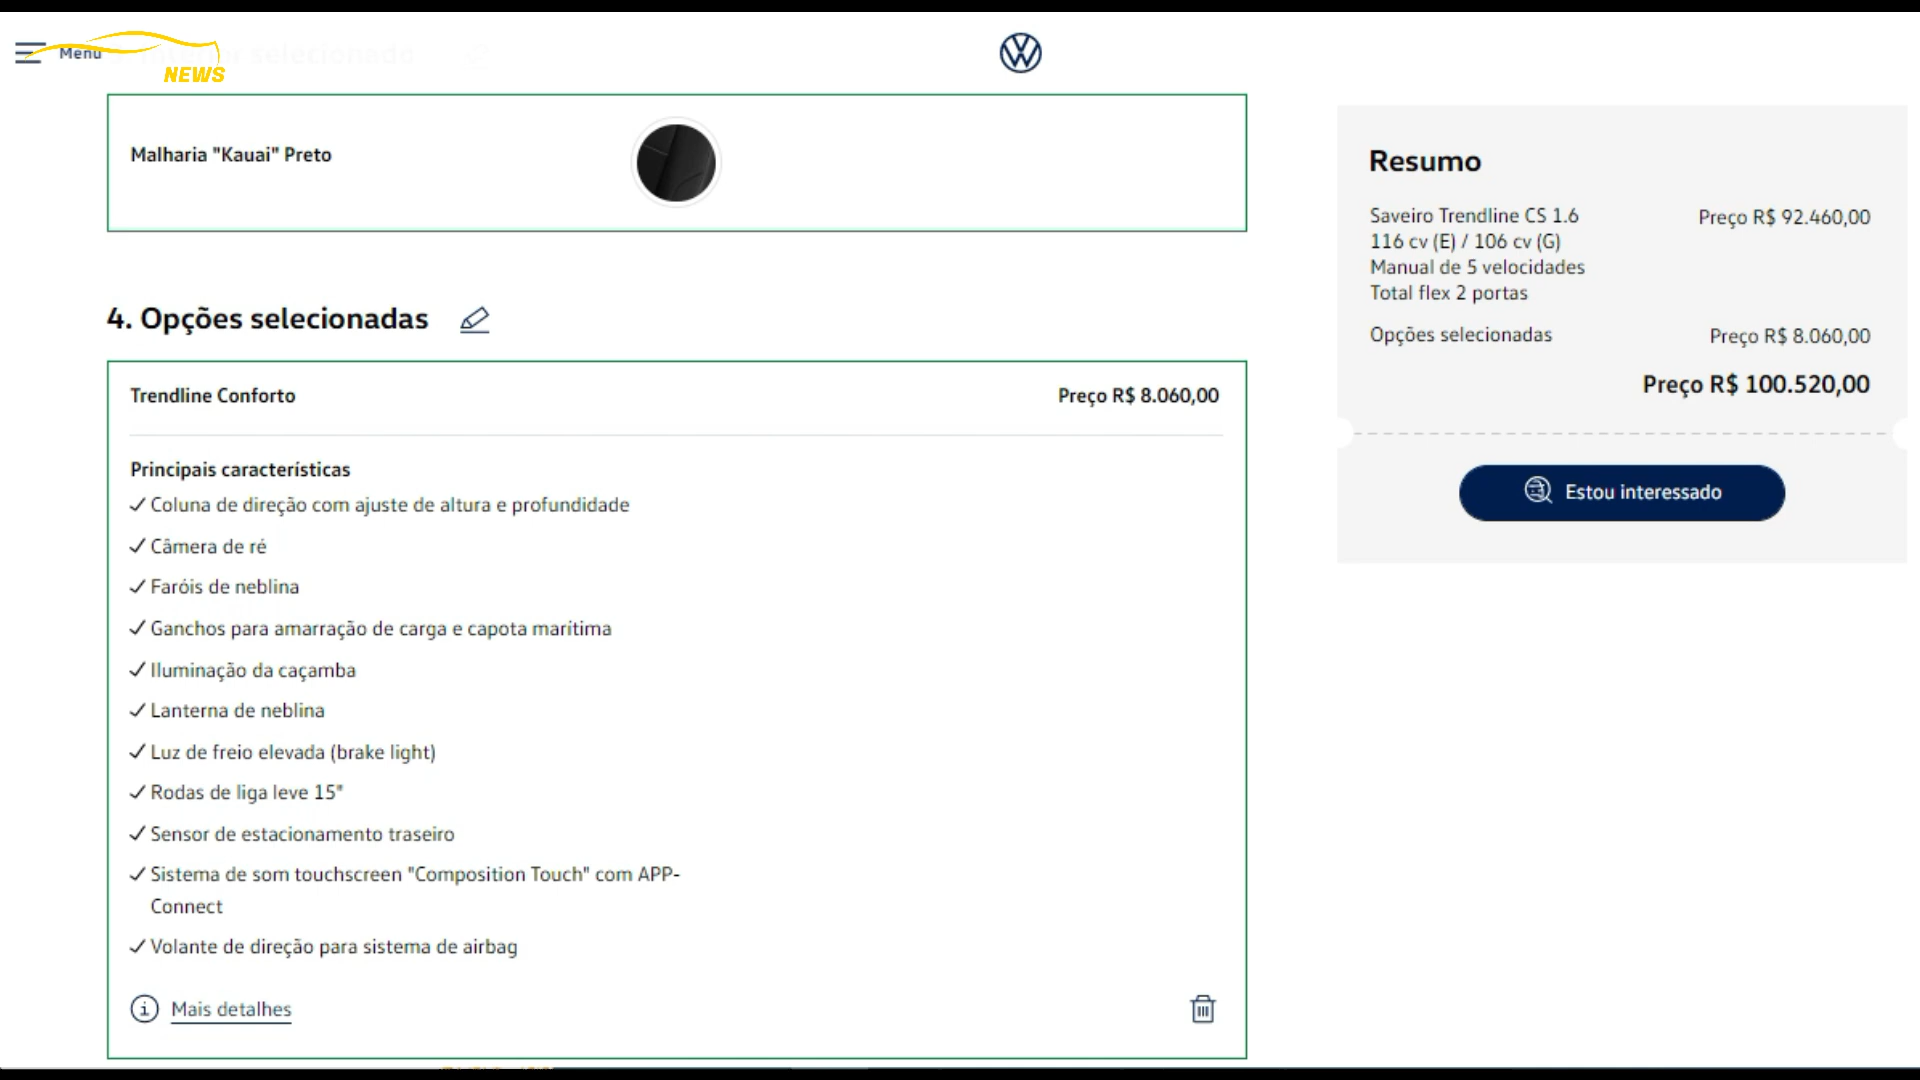 Menu
NEWS
3. Interior selecionado
Malharia "Kauai" Preto
4. Opções selecionadas
Trendline Conforto
Preço R$ 8.060,00
Principais características
Coluna de direção com ajuste de altura e profundidade
Câmera de ré
Faróis de neblina
Ganchos para amarração de carga e capota marítima
Iluminação da caçamba
Lanterna de neblina
Luz de freio elevada (brake light)
Rodas de liga leve 15"
Sensor de estacionamento traseiro
Sistema de som touchscreen "Composition Touch" com APP-
Connect
Volante de direção para sistema de airbag
Mais detalhes
Resumo
Saveiro Trendline CS 1.6
116 cv (E) / 106 cv (G)
Manual de 5 velocidades
Total flex 2 portas
Preço R$ 92.460,00
Opções selecionadas
Preço R$ 8.060,00
Preço R$ 100.520,00
Estou interessado